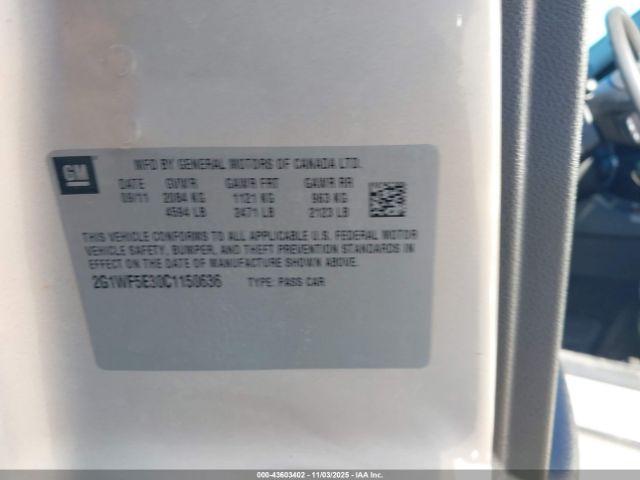 GM
MFD BY GENERAL MOTORS OF CANADA LTD.
DATE GVWR GAWR FRT GAWR RR
09/11 2084 KG 1121 KG 963 KG
4594 LB 2471 LB 2123 LB
THIS VEHICLE CONFORMS TO ALL APPLICABLE U.S. FEDERAL MOTOR
VEHICLE SAFETY, BUMPER, AND THEFT PREVENTION STANDARDS IN
EFFECT ON THE DATE OF MANUFACTURE SHOWN ABOVE.
2G1WF5E30C1150636 TYPE: PASS CAR
000-43603402 - 11/03/2025 - IAA Inc.